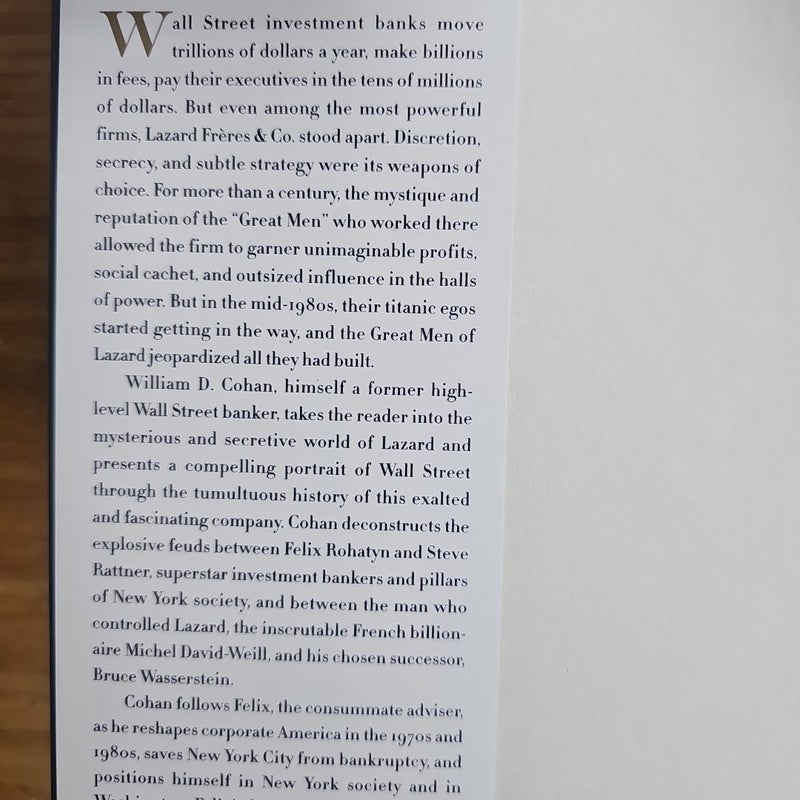 Wall Street investment banks move
trillions of dollars a year, make billions
in fees, pay their executives in the tens of millions
of dollars. But even among the most powerful
firms, Lazard Frères & Co. stood apart. Discretion,
secrecy, and subtle strategy were its weapons of
choice. For more than a century, the mystique and
reputation of the “Great Men” who worked there
allowed the firm to garner unimaginable profits,
social cachet, and outsized influence in the halls
of power. But in the mid-1980s, their titanic egos
started getting in the way, and the Great Men of
Lazard jeopardized all they had built.
William D. Cohan, himself a former high-
level Wall Street banker, takes the reader into the
mysterious and secretive world of Lazard and
presents a compelling portrait of Wall Street
through the tumultuous history of this exalted
and fascinating company. Cohan deconstructs the
explosive feuds between Felix Rohatyn and Steve
Rattner, superstar investment bankers and pillars
of New York society, and between the man who
controlled Lazard, the inscrutable French billion-
aire Michel David-Weill, and his chosen successor,
Bruce Wasserstein.
Cohan follows Felix, the consummate adviser,
as he reshapes corporate America in the 1970s and
1980s, saves New York City from bankruptcy, and
positions himself in New York society and in